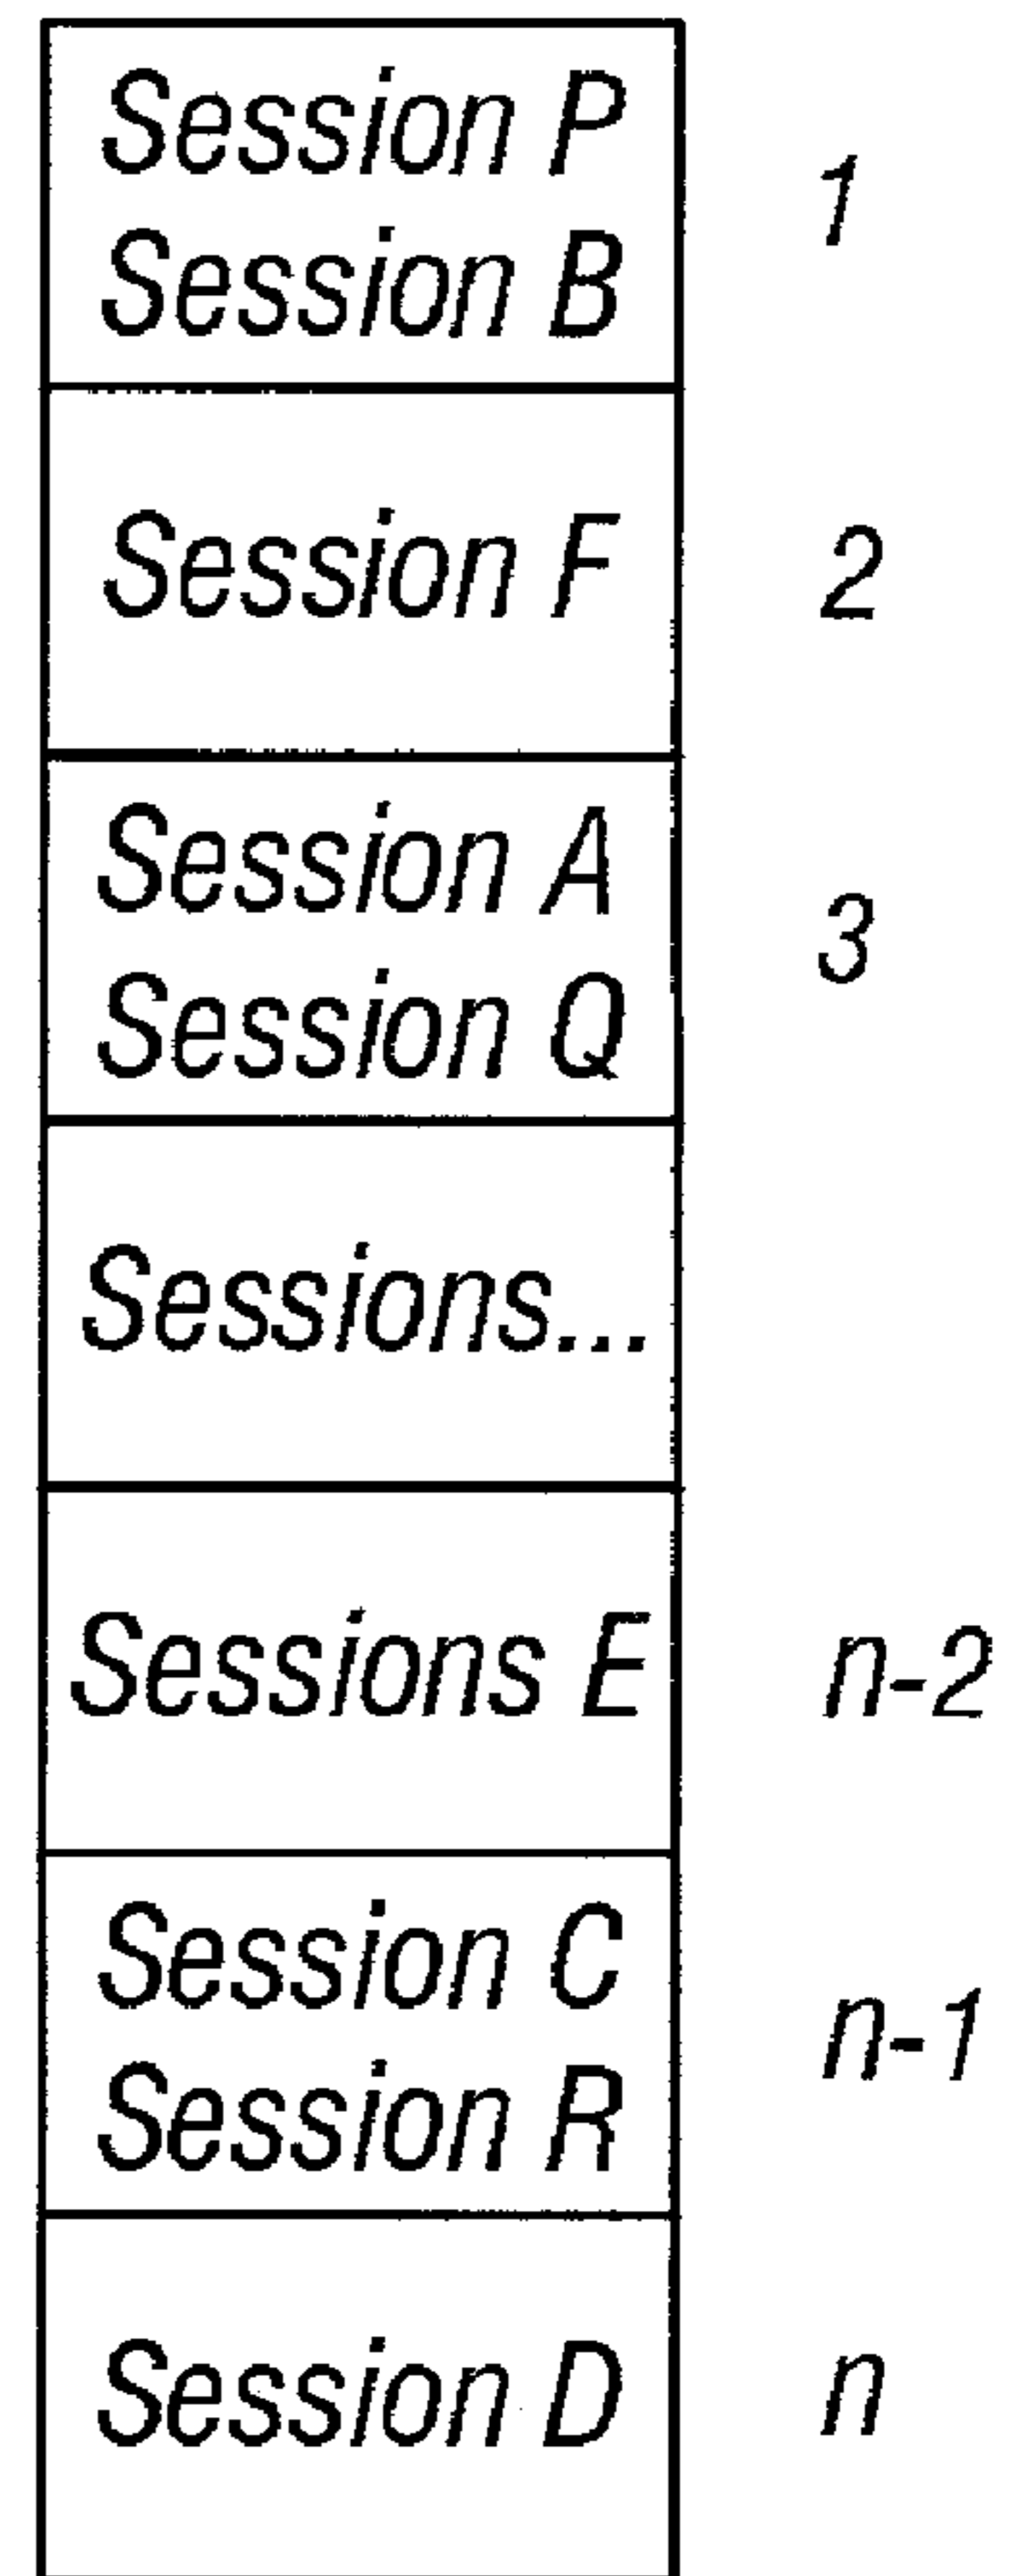 Session P
Session B
1
Session F
2
Session A
Session Q
3
Sessions...
Sessions E
n-2
Session C
Session R
n-1
Session D
n